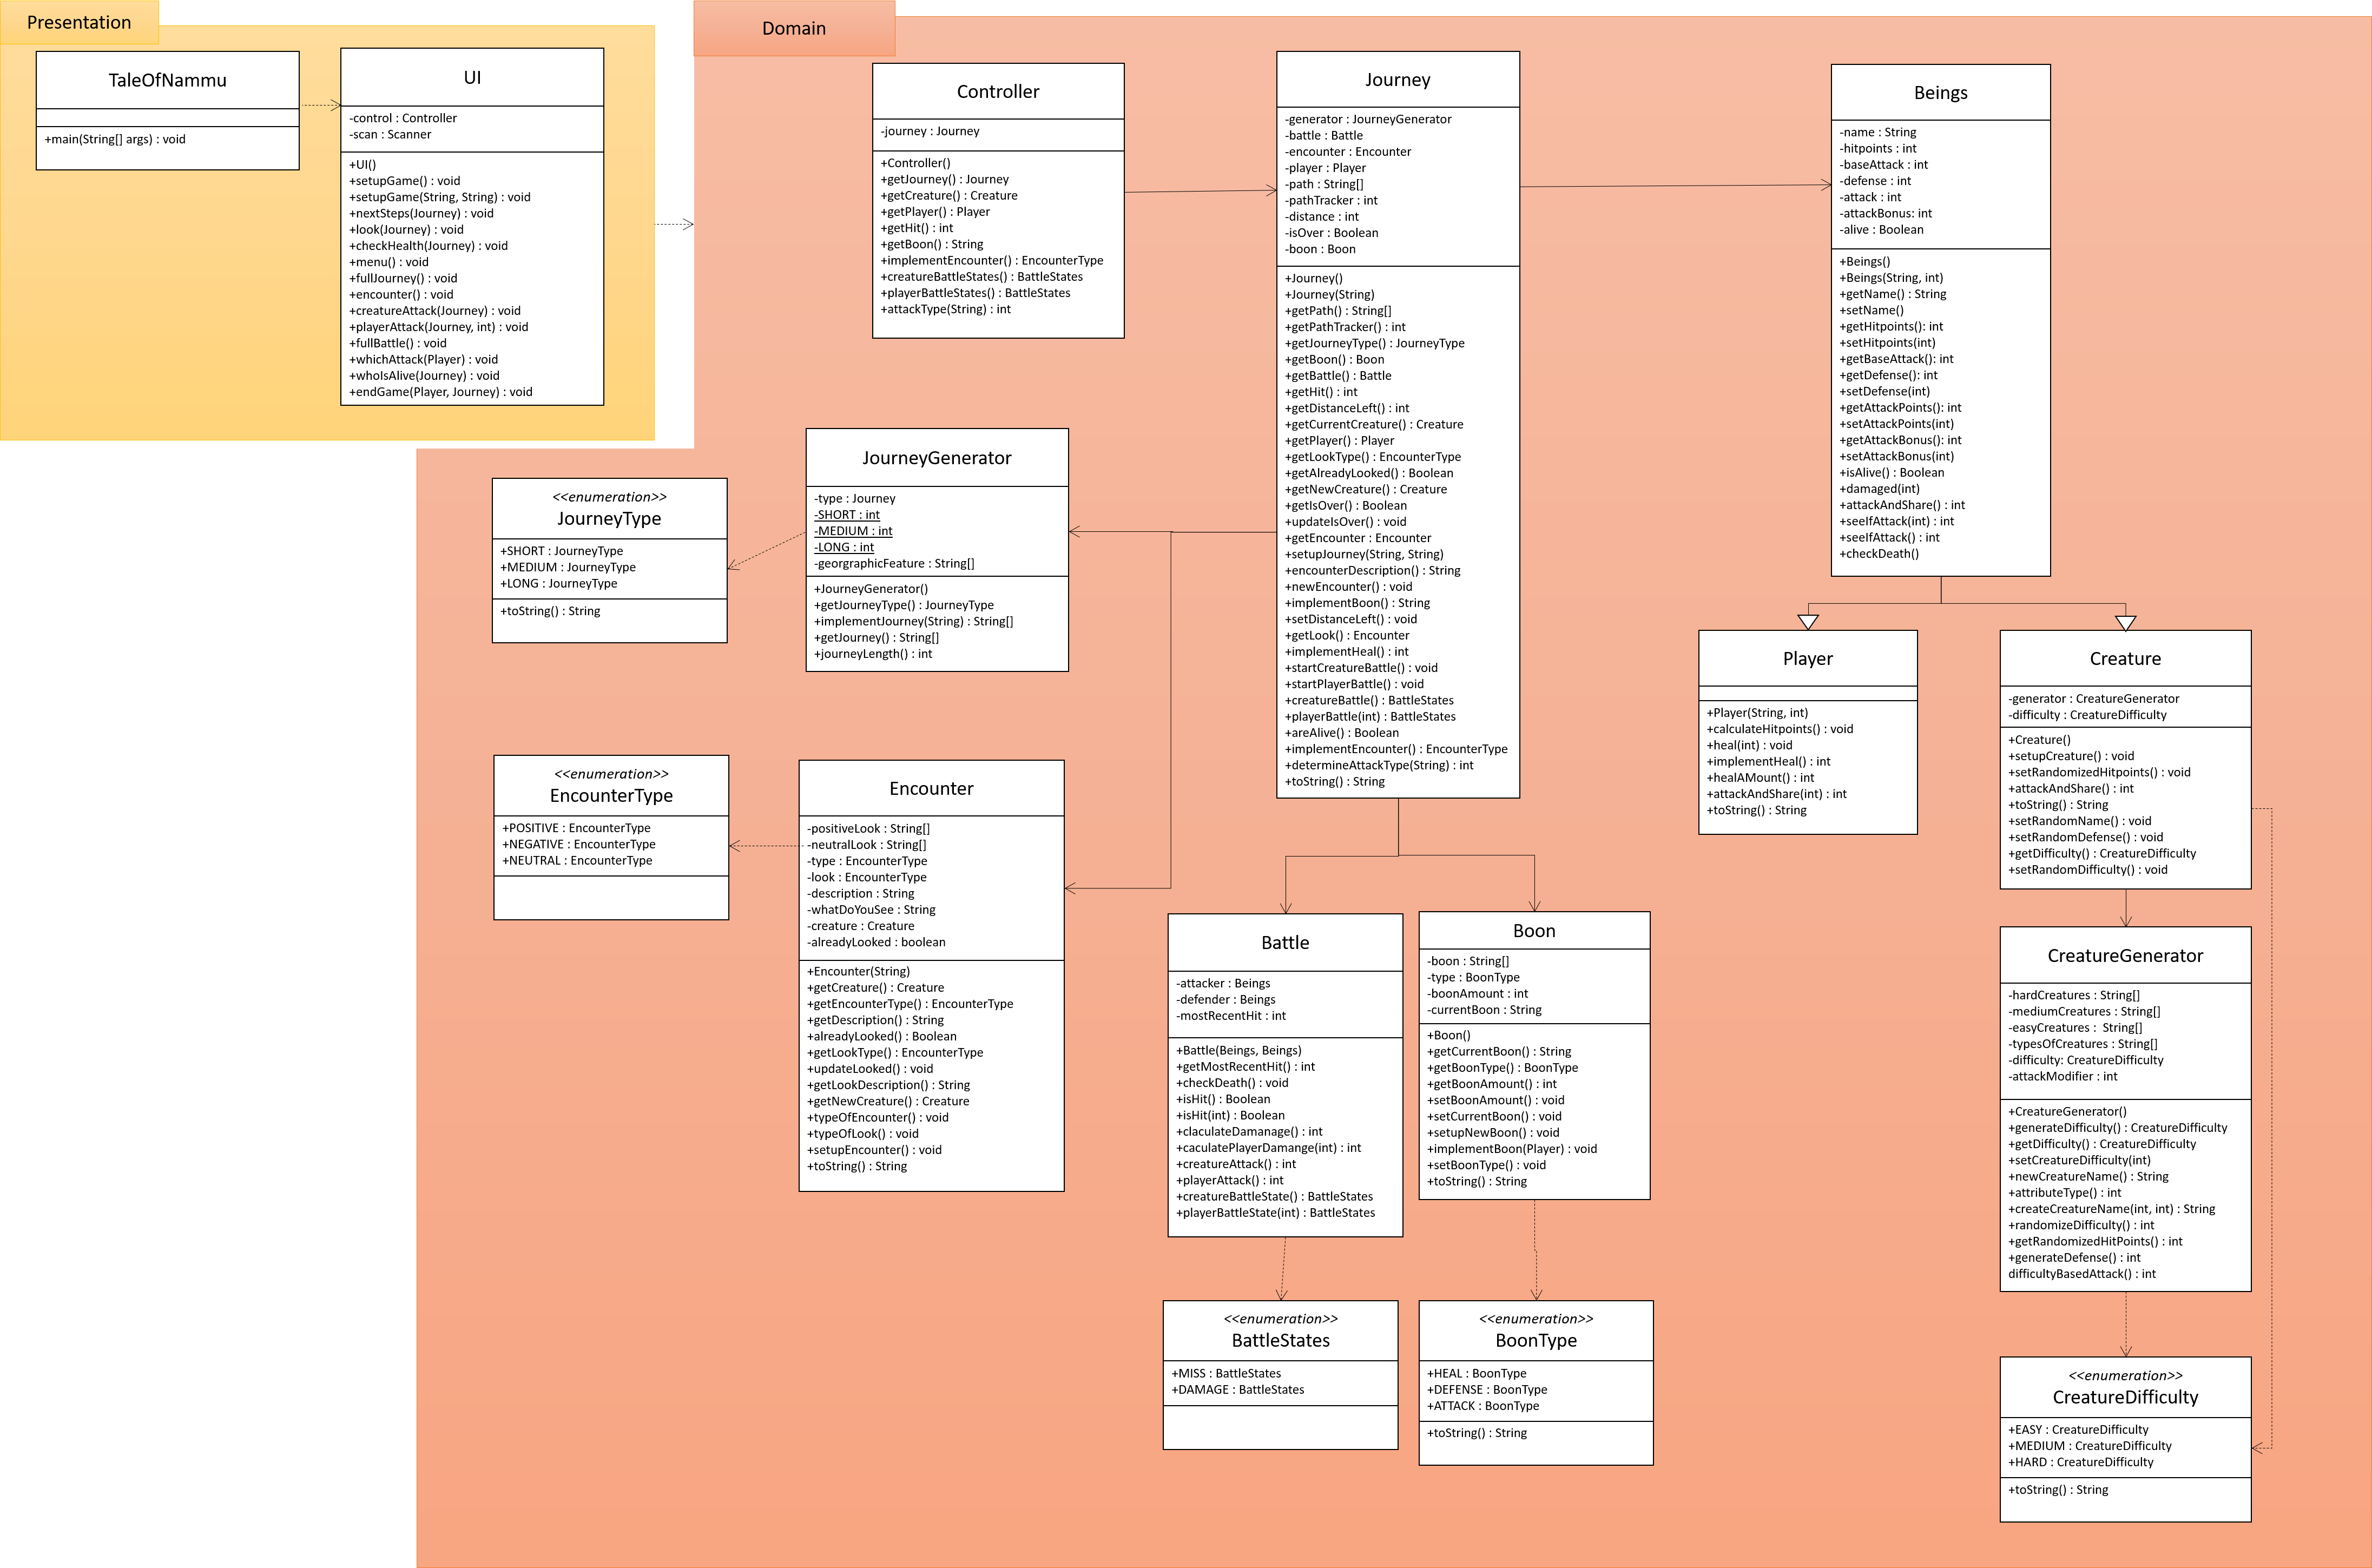 Presentation
TaleOfNammu
+main(String[] args) : void
UI
-control : Controller
-scan : Scanner
+UI()
+setupGame() : void
+setupGame(String, String) : void
+nextSteps(Journey) : void
+look(Journey) : void
+checkHealth(Journey) : void
+menu() : void
+fullJourney() : void
+encounter() : void
+creatureAttack(Journey) : void
+playerAttack(Journey, int) : void
+fullBattle() : void
+whichAttack(Player) : void
+whoIsAlive(Journey) : void
+endGame(Player, Journey) : void
Domain
Controller
-journey : Journey
+Controller()
+getJourney() : Journey
+getCreature() : Creature
+getPlayer() : Player
+getHit() : int
+getBoon() : String
+implementEncounter() : EncounterType
+creatureBattleStates() : BattleStates
+playerBattleStates() : BattleStates
+attackType(String) : int
Journey
-generator : JourneyGenerator
-battle : Battle
-encounter : Encounter
-player : Player
-path : String[]
-pathTracker : int
-distance : int
-isOver : Boolean
-boon : Boon
+Journey()
+Journey(String)
+getPath() : String[]
+getPathTracker() : int
+getJourneyType() : JourneyType
+getBoon() : Boon
+getBattle() : Battle
+getHit() : int
+getDistanceLeft() : int
+getCurrentCreature() : Creature
+getPlayer() : Player
+getLookType() : EncounterType
+getAlreadyLooked() : Boolean
+getNewCreature() : Creature
+getIsOver() : Boolean
+updateIsOver() : void
+getEncounter : Encounter
+setupJourney(String, String)
+encounterDescription() : String
+newEncounter() : void
+implementBoon() : String
+setDistanceLeft() : void
+getLook() : Encounter
+implementHeal() : int
+startCreatureBattle() : void
+startPlayerBattle() : void
+creatureBattle() : BattleStates
+playerBattle(int) : BattleStates
+areAlive() : Boolean
+implementEncounter() : EncounterType
+determineAttackType(String) : int
+toString() : String
Beings
-name : String
-hitpoints : int
-baseAttack : int
-defense : int
-attack : int
-attackBonus: int
-alive : Boolean
+Beings()
+Beings(String, int)
+getName() : String
+setName()
+getHitpoints(): int
+setHitpoints(int)
+getBaseAttack(): int
+getDefense(): int
+setDefense(int)
+getAttackPoints(): int
+setAttackPoints(int)
+getAttackBonus(): int
+setAttackBonus(int)
+isAlive() : Boolean
+damaged(int)
+attackAndShare() : int
+seeIfAttack(int) : int
+seeIfAttack() : int
+checkDeath()
JourneyGenerator
-type : Journey
-SHORT : int
-MEDIUM : int
-LONG : int
-georgraphicFeature : String[]
+JourneyGenerator()
+getJourneyType() : JourneyType
+implementJourney(String) : String[]
+getJourney() : String[]
+journeyLength() : int
<<enumeration>>
JourneyType
+SHORT : JourneyType
+MEDIUM : JourneyType
+LONG : JourneyType
+toString() : String
Player
+Player(String, int)
+calculateHitpoints() : void
+heal(int) : void
+implementHeal() : int
+healAMount() : int
+attackAndShare(int) : int
+toString() : String
Creature
-generator : CreatureGenerator
-difficulty : CreatureDifficulty
+Creature()
+setupCreature() : void
+setRandomizedHitpoints() : void
+attackAndShare() : int
+toString() : String
+setRandomName() : void
+setRandomDefense() : void
+getDifficulty() : CreatureDifficulty
+setRandomDifficulty() : void
<<enumeration>>
EncounterType
+POSITIVE : EncounterType
+NEGATIVE : EncounterType
+NEUTRAL : EncounterType
Encounter
-positiveLook : String[]
-neutralLook : String[]
-type : EncounterType
-look : EncounterType
-description : String
-whatDoYouSee : String
-creature : Creature
-alreadyLooked : boolean
+Encounter(String)
+getCreature() : Creature
+getEncounterType() : EncounterType
+getDescription() : String
+alreadyLooked() : Boolean
+getLookType() : EncounterType
+updateLooked() : void
+getLookDescription() : String
+getNewCreature() : Creature
+typeOfEncounter() : void
+typeOfLook() : void
+setupEncounter() : void
+toString() : String
Battle
-attacker : Beings
-defender : Beings
-mostRecentHit : int
+Battle(Beings, Beings)
+getMostRecentHit() : int
+checkDeath() : void
+isHit() : Boolean
+isHit(int) : Boolean
+claculateDamanage() : int
+caculatePlayerDamange(int) : int
+creatureAttack() : int
+playerAttack() : int
+creatureBattleState() : BattleStates
+playerBattleState(int) : BattleStates
Boon
-boon : String[]
-type : BoonType
-boonAmount : int
-currentBoon : String
+Boon()
+getCurrentBoon() : String
+getBoonType() : BoonType
+getBoonAmount() : int
+setBoonAmount() : void
+setCurrentBoon() : void
+setupNewBoon() : void
+implementBoon(Player) : void
+setBoonType() : void
+toString() : String
CreatureGenerator
-hardCreatures : String[]
-mediumCreatures : String[]
-easyCreatures : String[]
-typesOfCreatures : String[]
-difficulty: CreatureDifficulty
-attackModifier : int
+CreatureGenerator()
+generateDifficulty() : CreatureDifficulty
+getDifficulty() : CreatureDifficulty
+setCreatureDifficulty(int)
+newCreatureName() : String
+attributeType() : int
+createCreatureName(int, int) : String
+randomizeDifficulty() : int
+getRandomizedHitPoints() : int
+generateDefense() : int
difficultyBasedAttack() : int
<<enumeration>>
BattleStates
+MISS : BattleStates
+DAMAGE : BattleStates
<<enumeration>>
BoonType
+HEAL : BoonType
+DEFENSE : BoonType
+ATTACK : BoonType
+toString() : String
<<enumeration>>
CreatureDifficulty
+EASY : CreatureDifficulty
+MEDIUM : CreatureDifficulty
+HARD : CreatureDifficulty
+toString() : String